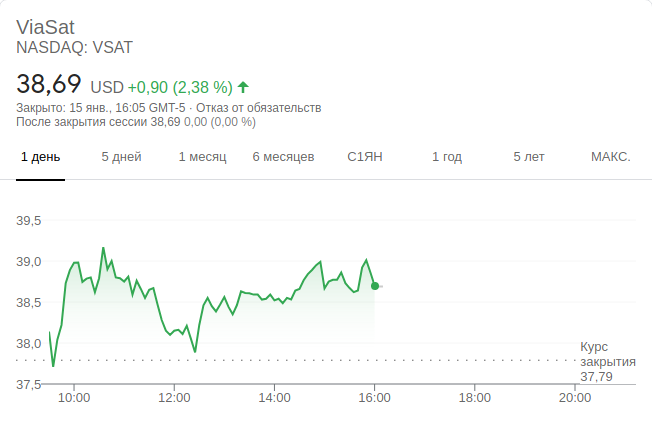 ViaSat
NASDAQ: VSAT
38,69 USD +0,90 (2,38 %)
Закрыто: 15 янв., 16:05 GMT-5 · Отказ от обязательств
После закрытия сессии 38,69 0,00 (0,00 %)
1 день 5 дней 1 месяц 6 месяцев С1ЯН 1 год 5 лет МАКС.
39,5
39,0
38,5
38,0
Курс
закрытия
37,79
37,5
10:00 12:00 14:00 16:00 18:00 20:00